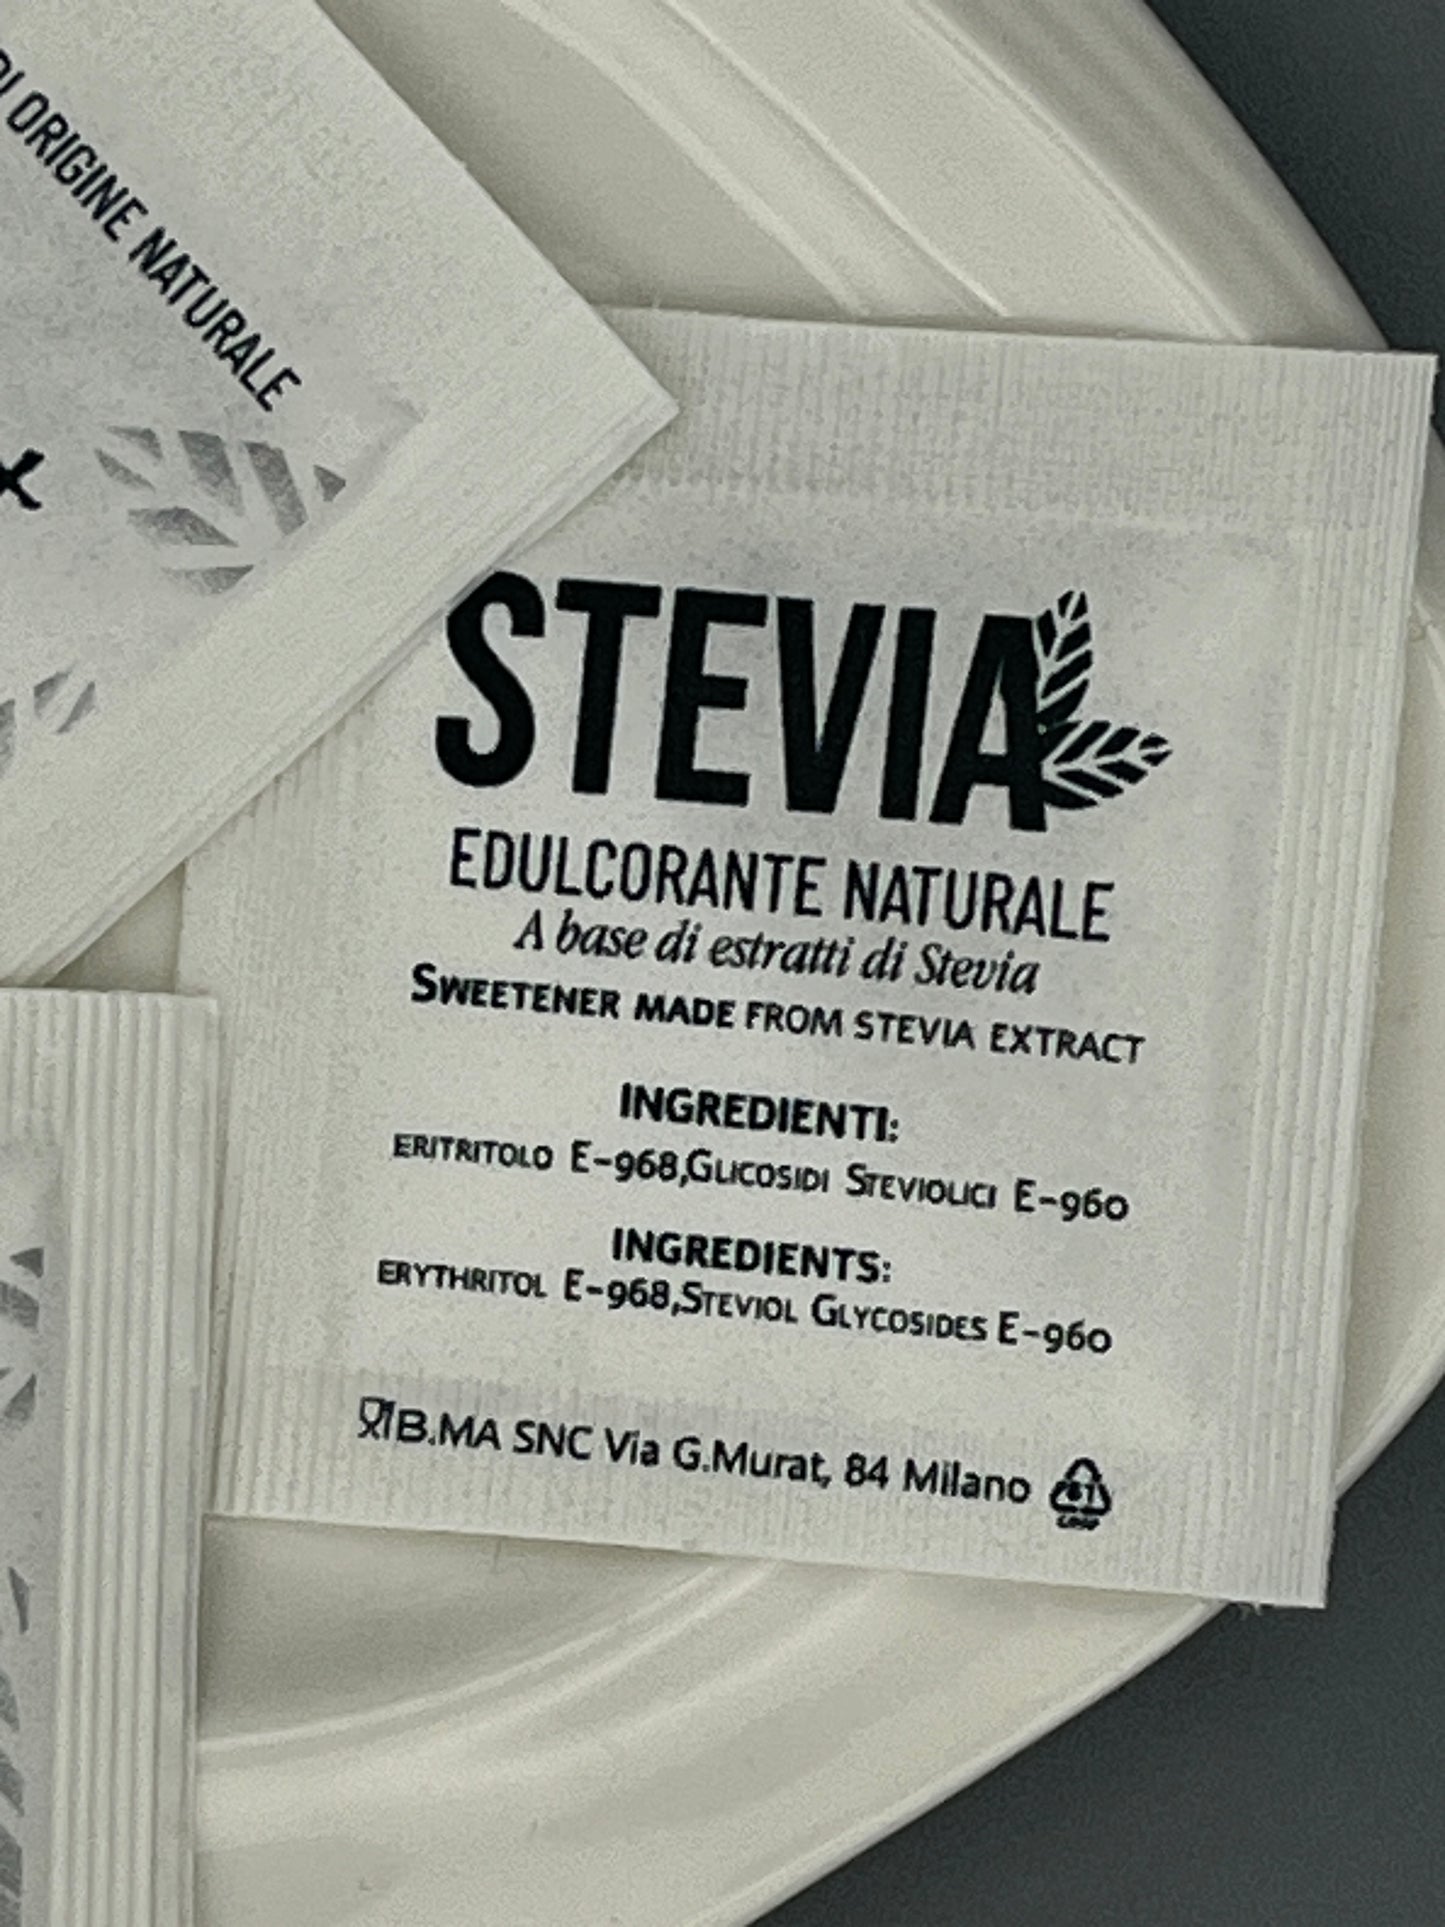 DI ORIGINE NATURALE
STEVIA
EDULCORANTE NATURALE
A base di estratti di Stevia
SWEETENER MADE FROM STEVIA EXTRACT
INGREDIENTI:
ERITRITOLO E-968,GLICOSIDI STEVIOLICI E-960
INGREDIENTS:
ERYTHRITOL E-968,STEVIOL GLYCOSIDES E-960
IB.MA SNC Via G.Murat, 84 Milano